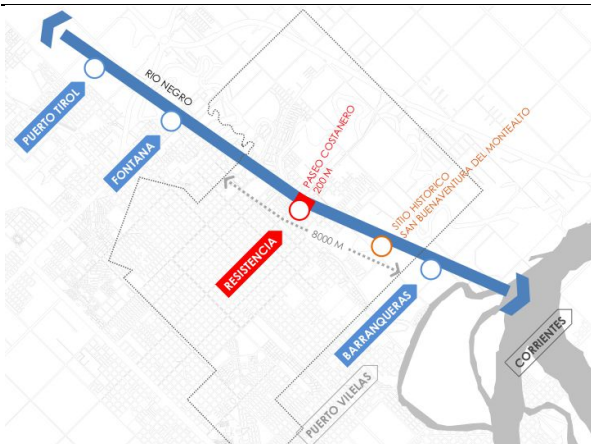 PUERTO TIROL
RIO NEGRO
FONTANA
PASEO COSTANERO
200 M
RESISTENCIA
8000 M
SITIO HISTORICO
SAN BUENAVENTURA DEL MONTEALTO
BARRANQUERAS
CORRIENTES
PUERTO VILELAS